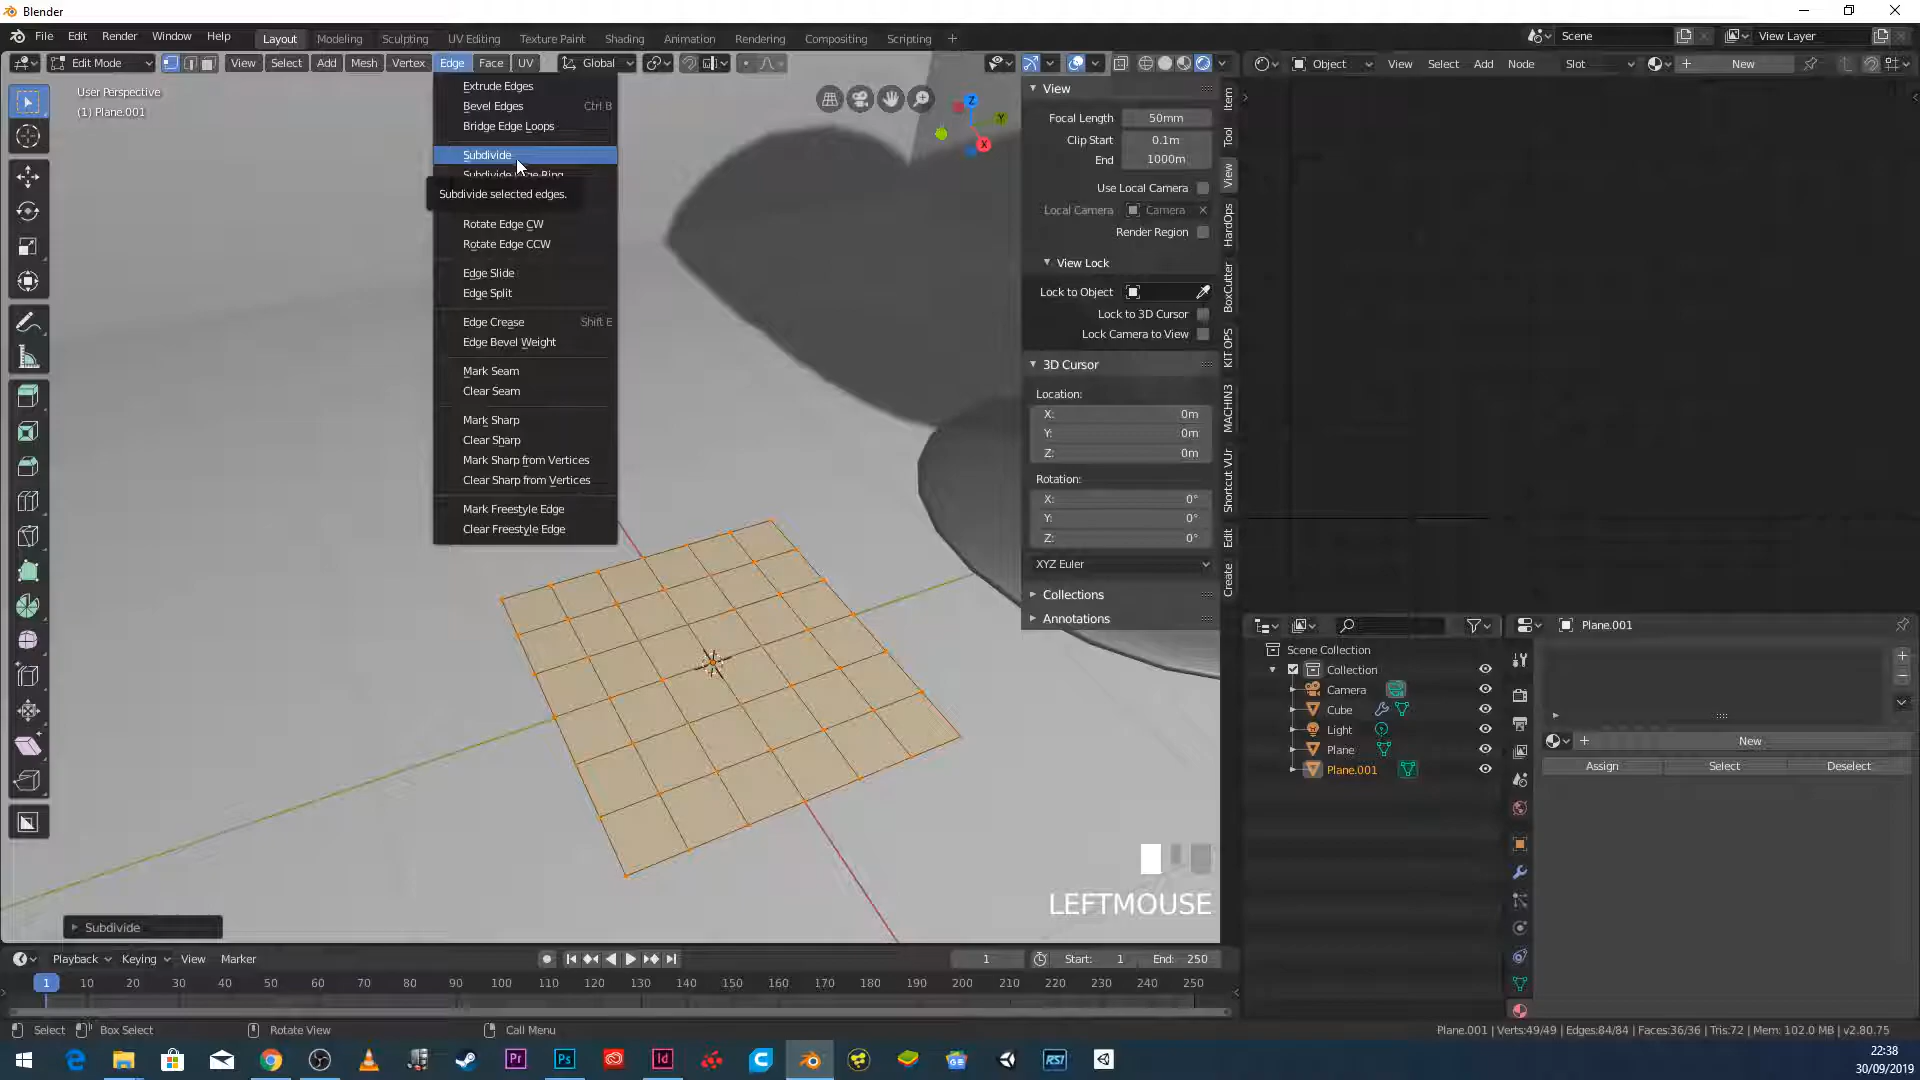 Blender
File Edit Render Window Help
Layout Modeling Sculpting UV Editing Texture Paint Shading Animation Rendering Compositing Scripting +
Scene
View Layer
Edit Mode
View Select Add Mesh Vertex Edge Face UV
Global
Object View Select Add Node
Slot
New
User Perspective
(1) Plane.001
Extrude Edges
Bevel Edges Ctrl B
Bridge Edge Loops
Subdivide
Subdivide Edge Ring
Subdivide selected edges.
Rotate Edge CW
Rotate Edge CCW
Edge Slide
Edge Split
Edge Crease Shift E
Edge Bevel Weight
Mark Seam
Clear Seam
Mark Sharp
Clear Sharp
Mark Sharp from Vertices
Clear Sharp from Vertices
Mark Freestyle Edge
Clear Freestyle Edge
Z
Y
X
View
Focal Length 50mm
Clip Start 0.1m
End 1000m
Use Local Camera
Local Camera Camera
Render Region
View Lock
Lock to Object
Lock to 3D Cursor
Lock Camera to View
3D Cursor
Location:
X: 0m
Y: 0m
Z: 0m
Rotation:
X: 0°
Y: 0°
Z: 0°
XYZ Euler
Collections
Annotations
Item
Tool
View
HardOps
BoxCutter
KIT OPS
MACHIN3
Shortcut VUr
Edit
Create
Scene Collection
Collection
Camera
Cube
Light
Plane
Plane.001
Plane.001
New
Assign Select Deselect
LEFTMOUSE
Subdivide
Playback Keying View Marker
1
Start: 1
End: 250
1 10 20 30 40 50 60 70 80 90 100 110 120 130 140 150 160 170 180 190 200 210 220 230 240 250
Select
Box Select
Rotate View
Call Menu
Plane.001 | Verts:49/49 | Edges:84/84 | Faces:36/36 | Tris:72 | Mem: 102.0 MB | v2.80.75
Pr
Ps
Id
RS!
22:38
30/09/2019